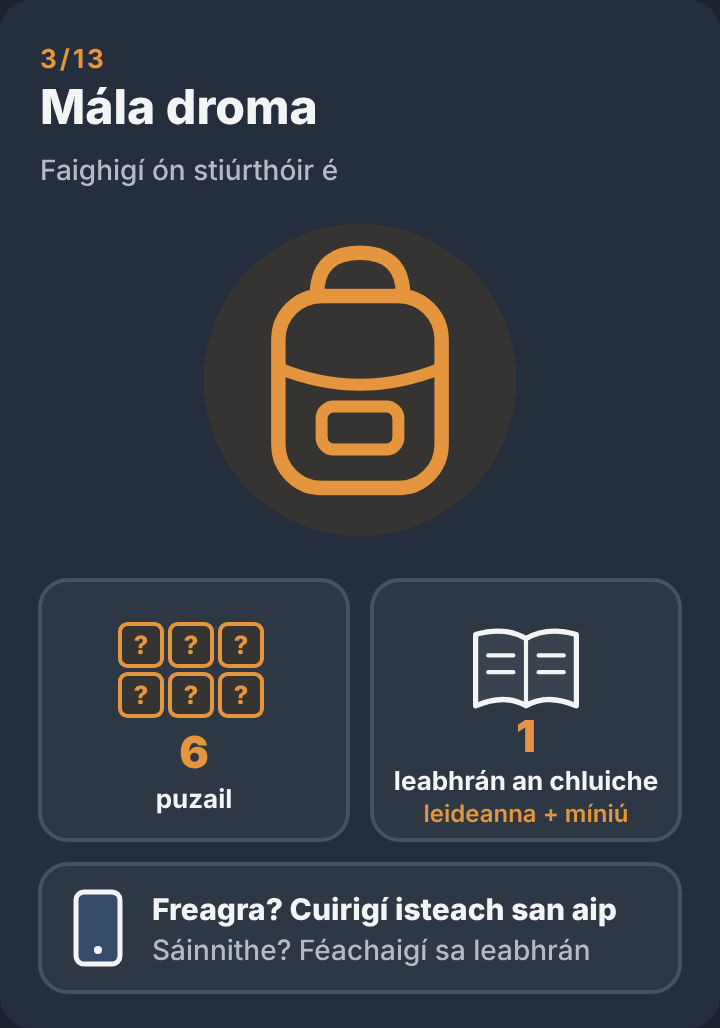 3/13
Mála droma
Faighigí ón stiúrthóir é
? ? ?
? ? ?
6
puzail
1
leabhrán an chluiche
leideanna + míniú
Freagra? Cuirigí isteach san aip
Sáinnithe? Féachaigí sa leabhrán